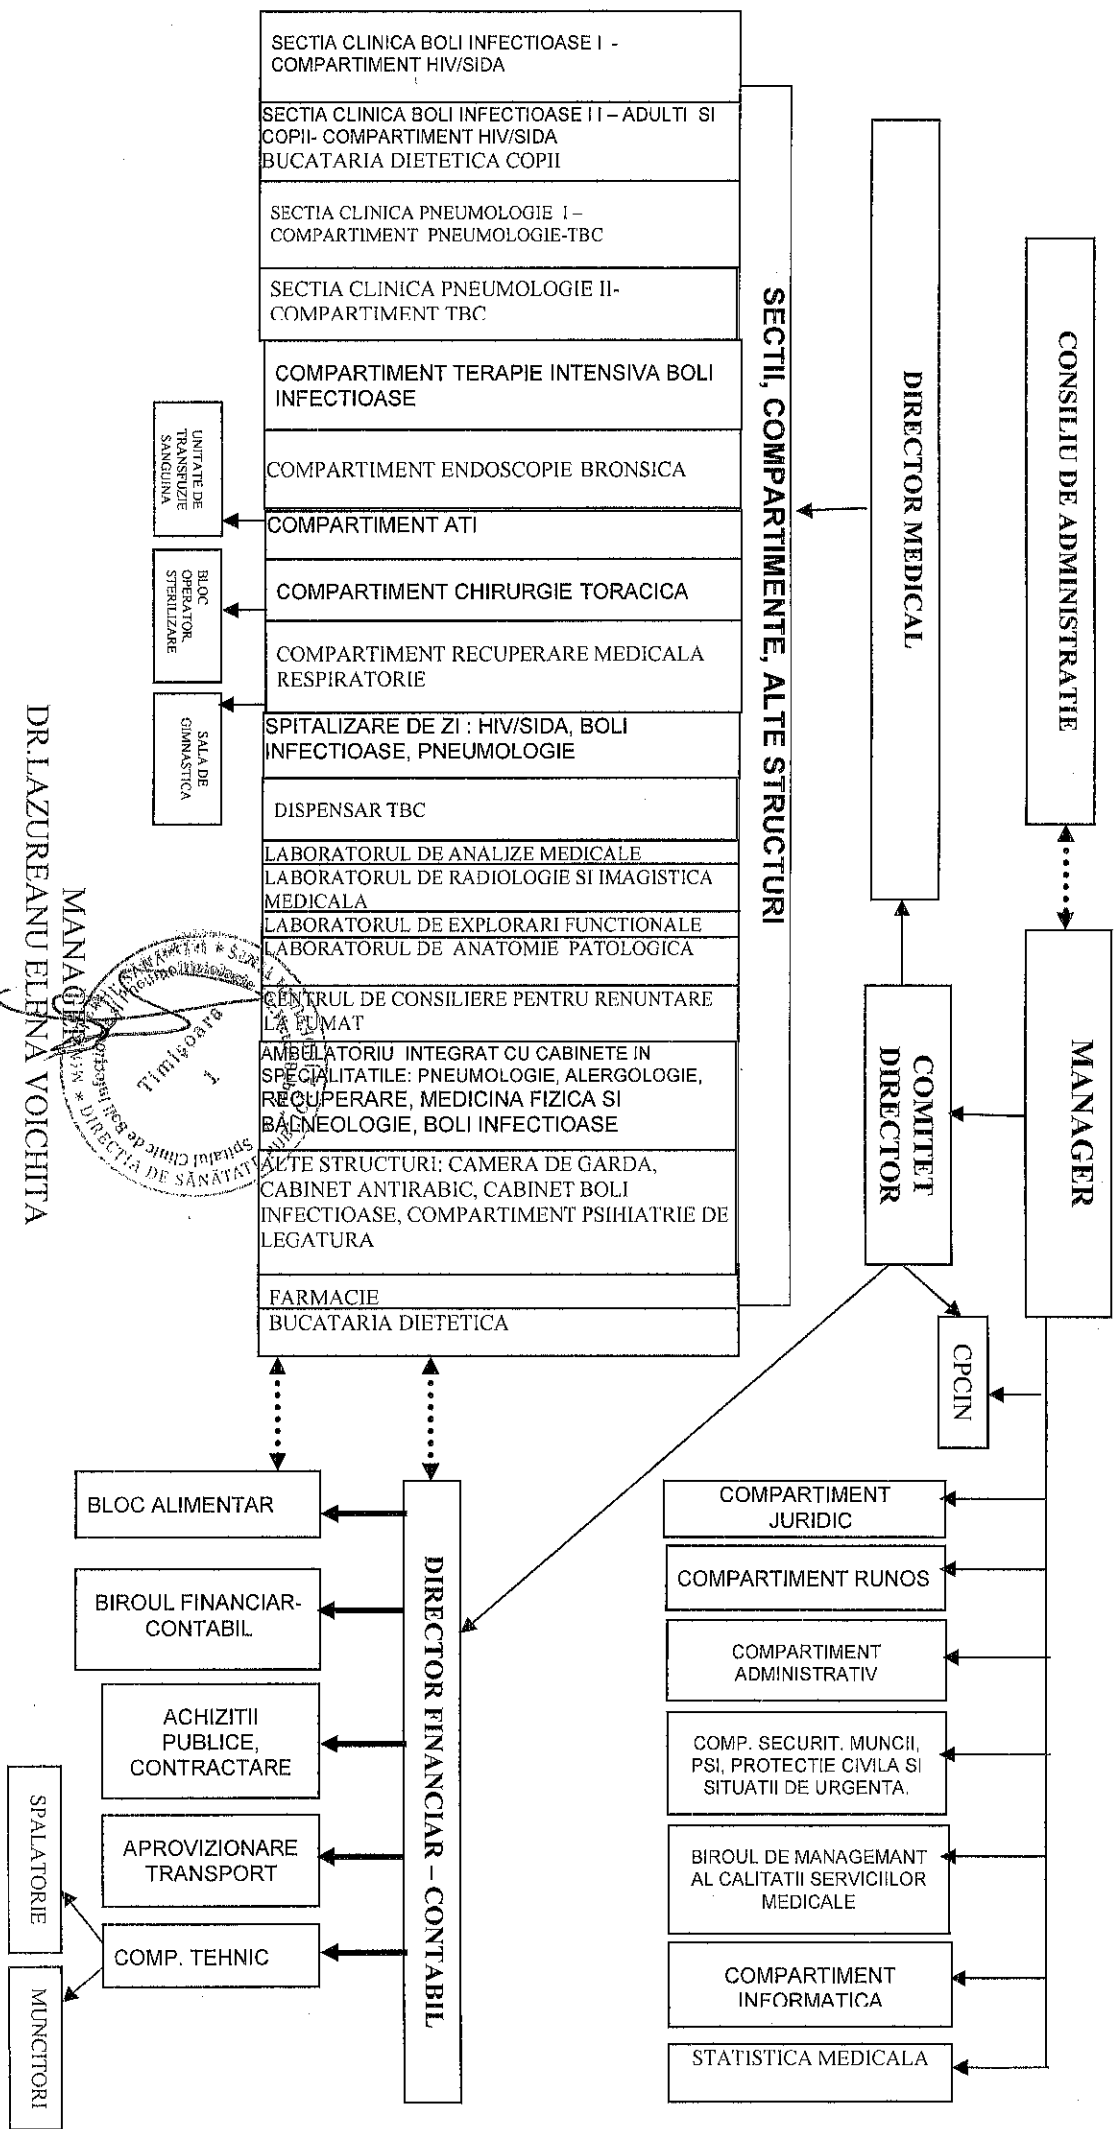 CONSILIU DE ADMINISTRATIE
MANAGER
DIRECTOR MEDICAL
COMITET
DIRECTOR
CPCIN
SECTII, COMPARTIMENTE, ALTE STRUCTURI
SECTIA CLINICA BOLI INFECTIOASE I -
COMPARTIMENT HIV/SIDA
SECTIA CLINICA BOLI INFECTIOASE I I – ADULTI SI
COPII- COMPARTIMENT HIV/SIDA
BUCATARIA DIETETICA COPII
SECTIA CLINICA PNEUMOLOGIE I –
COMPARTIMENT PNEUMOLOGIE-TBC
SECTIA CLINICA PNEUMOLOGIE II-
COMPARTIMENT TBC
COMPARTIMENT TERAPIE INTENSIVA BOLI
INFECTIOASE
COMPARTIMENT ENDOSCOPIE BRONSICA
COMPARTIMENT ATI
COMPARTIMENT CHIRURGIE TORACICA
COMPARTIMENT RECUPERARE MEDICALA
RESPIRATORIE
SPITALIZARE DE ZI : HIV/SIDA, BOLI
INFECTIOASE, PNEUMOLOGIE
DISPENSAR TBC
LABORATORUL DE ANALIZE MEDICALE
LABORATORUL DE RADIOLOGIE SI IMAGISTICA
MEDICALA
LABORATORUL DE EXPLORARI FUNCTIONALE
LABORATORUL DE ANATOMIE PATOLOGICA
CENTRUL DE CONSILIERE PENTRU RENUNTARE
LA FUMAT
AMBULATORIU INTEGRAT CU CABINETE IN
SPECIALITATILE: PNEUMOLOGIE, ALERGOLOGIE,
RECUPERARE, MEDICINA FIZICA SI
BALNEOLOGIE, BOLI INFECTIOASE
ALTE STRUCTURI: CAMERA DE GARDA,
CABINET ANTIRABIC, CABINET BOLI
INFECTIOASE, COMPARTIMENT PSIHIATRIE DE
LEGATURA
FARMACIE
BUCATARIA DIETETICA
UNITATE DE
TRANSFUZIE
SANGUINA
BLOC
OPERATOR,
STERILIZARE
SALA DE
GIMNASTICA
COMPARTIMENT
JURIDIC
COMPARTIMENT RUNOS
COMPARTIMENT
ADMINISTRATIV
COMP. SECURIT. MUNCII,
PSI, PROTECTIE CIVILA SI
SITUATII DE URGENTA.
BIROUL DE MANAGEMANT
AL CALITATII SERVICIILOR
MEDICALE
COMPARTIMENT
INFORMATICA
STATISTICA MEDICALA
DIRECTOR FINANCIAR – CONTABIL
BLOC ALIMENTAR
BIROUL FINANCIAR-
CONTABIL
ACHIZITII
PUBLICE,
CONTRACTARE
APROVIZIONARE
TRANSPORT
COMP. TEHNIC
SPALATORIE
MUNCITORI
MANAGER
DR.LAZUREANU ELENA VOICHITA
DIRECTIA DE SĂNĂTATE
Spitalul Clinic de Boli
Timișoara
1